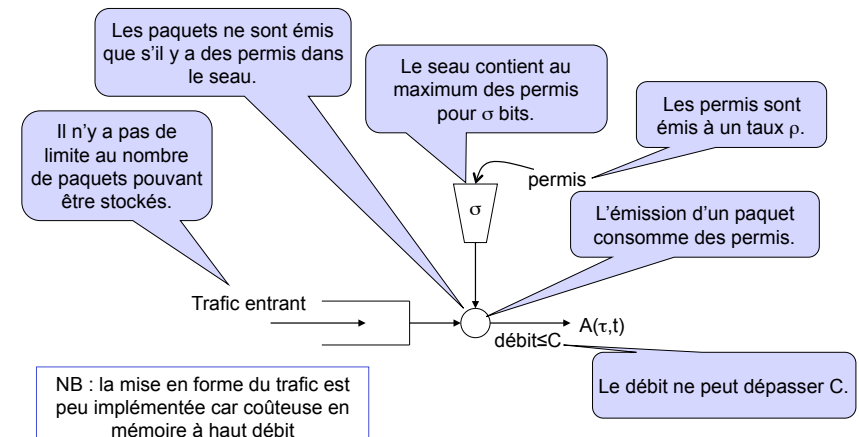 Les paquets ne sont émis
que s'il y a des permis dans
le seau.
Le seau contient au
maximum des permis
pour σ bits.
Les permis sont
émis à un taux ρ.
Il n'y a pas de
limite au nombre
de paquets pouvant
être stockés.
permis
σ
L'émission d'un paquet
consomme des permis.
Trafic entrant
A(τ,t)
débit≤C
Le débit ne peut dépasser C.
NB : la mise en forme du trafic est
peu implémentée car coûteuse en
mémoire à haut débit